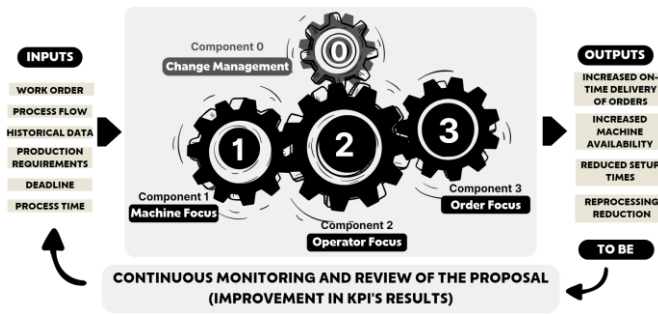 INPUTS
WORK ORDER
PROCESS FLOW
HISTORICAL DATA
PRODUCTION
REQUIREMENTS
DEADLINE
PROCESS TIME
Component 0
Change Management
0
1
2
3
Component 1
Machine Focus
Component 2
Operator Focus
Component 3
Order Focus
OUTPUTS
INCREASED ON-
TIME DELIVERY
OF ORDERS
INCREASED
MACHINE
AVAILABILITY
REDUCED SETUP
TIMES
REPROCESSING
REDUCTION
TO BE
CONTINUOUS MONITORING AND REVIEW OF THE PROPOSAL
(IMPROVEMENT IN KPI'S RESULTS)